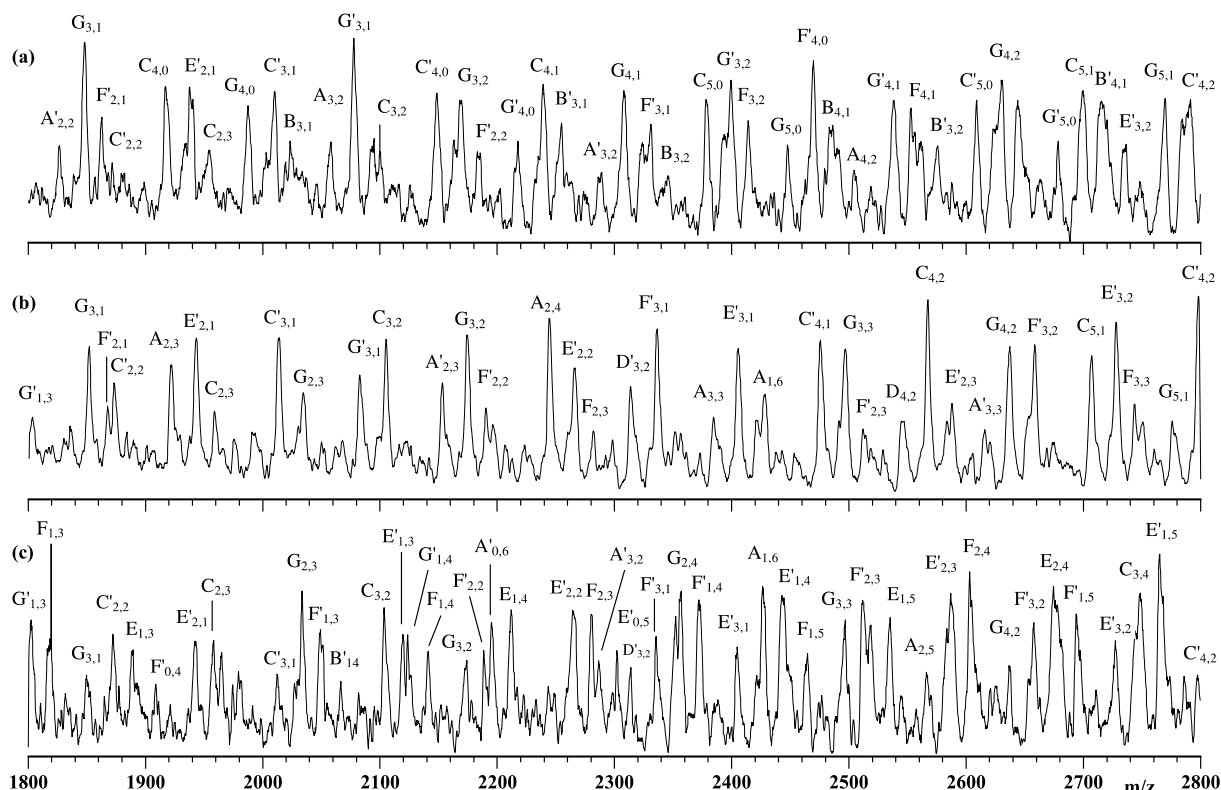 (a)
A'2,2 G3,1 F'2,1 C'2,2 C4,0 E'2,1 C2,3 G4,0 C'3,1 B3,1 A3,2 G'3,1 C3,2 C'4,0 G3,2 F'2,2 G'4,0 C4,1 B'3,1 A'3,2 G4,1 F'3,1 B3,2 C5,0 G'3,2 F3,2 G5,0 F'4,0 B4,1 A4,2 G'4,1 F4,1 B'3,2 C'5,0 G4,2 G'5,0 C5,1 B'4,1 E'3,2 G5,1 C'4,2
(b)
G'1,3 G3,1 F'2,1 C'2,2 A2,3 E'2,1 C2,3 C'3,1 G2,3 G'3,1 C3,2 A'2,3 G3,2 F'2,2 A2,4 E'2,2 F2,3 D'3,2 F'3,1 A3,3 E'3,1 A1,6 C'4,1 G3,3 F'2,3 D4,2 C4,2 E'2,3 A'3,3 G4,2 F'3,2 C5,1 E'3,2 F3,3 G5,1 C'4,2
(c)
G'1,3 F1,3 G3,1 C'2,2 E1,3 F'0,4 E'2,1 C2,3 C'3,1 G2,3 F'1,3 B'14 C3,2 E'1,3 G'1,4 F1,4 G3,2 F'2,2 A'0,6 E1,4 E'2,2 F2,3 A'3,2 E'0,5 D'3,2 F'3,1 G2,4 F'1,4 E'3,1 A1,6 E'1,4 F1,5 G3,3 F'2,3 E1,5 A2,5 E'2,3 F2,4 G4,2 F'3,2 E2,4 F'1,5 E'3,2 C3,4 E'1,5 C'4,2
1800 1900 2000 2100 2200 2300 2400 2500 2600 2700 m/z 2800